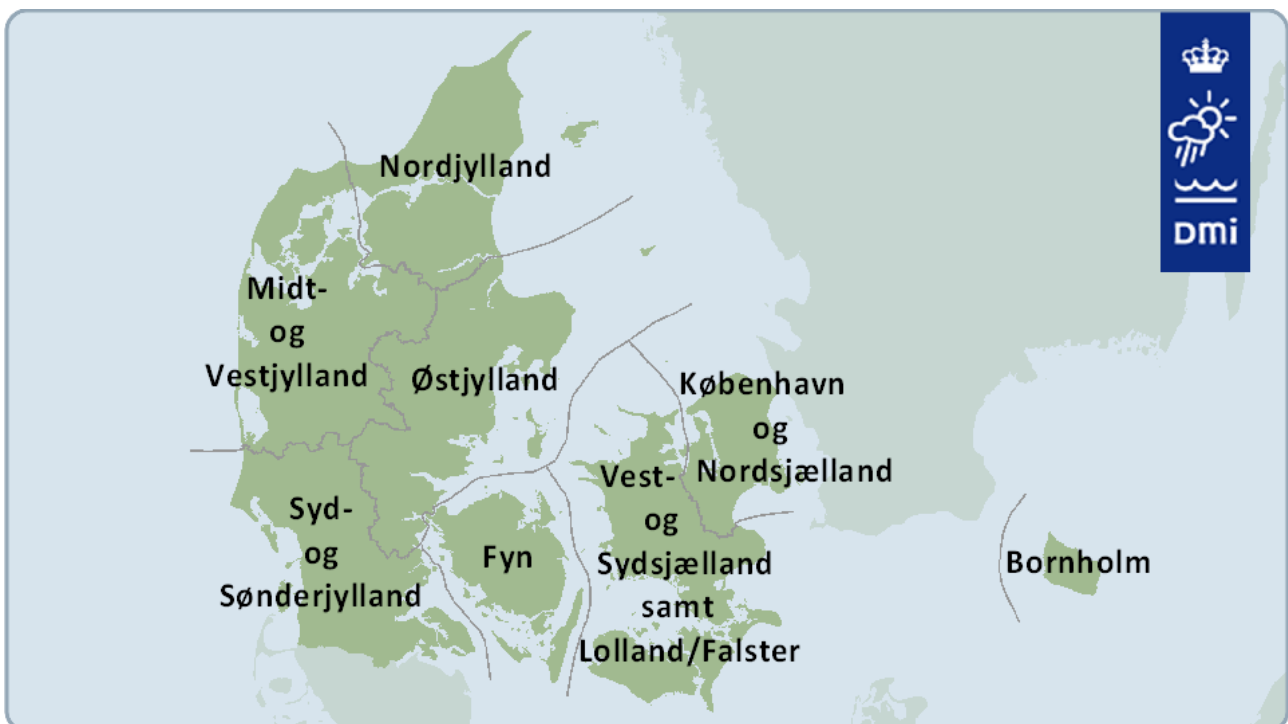 Nordjylland
Midt-
og
Vestjylland
Østjylland
København
og
Nordsjælland
Vest-
og
Sydsjælland
samt
Lolland/Falster
Syd-
og
Sønderjylland
Fyn
Bornholm
DMi